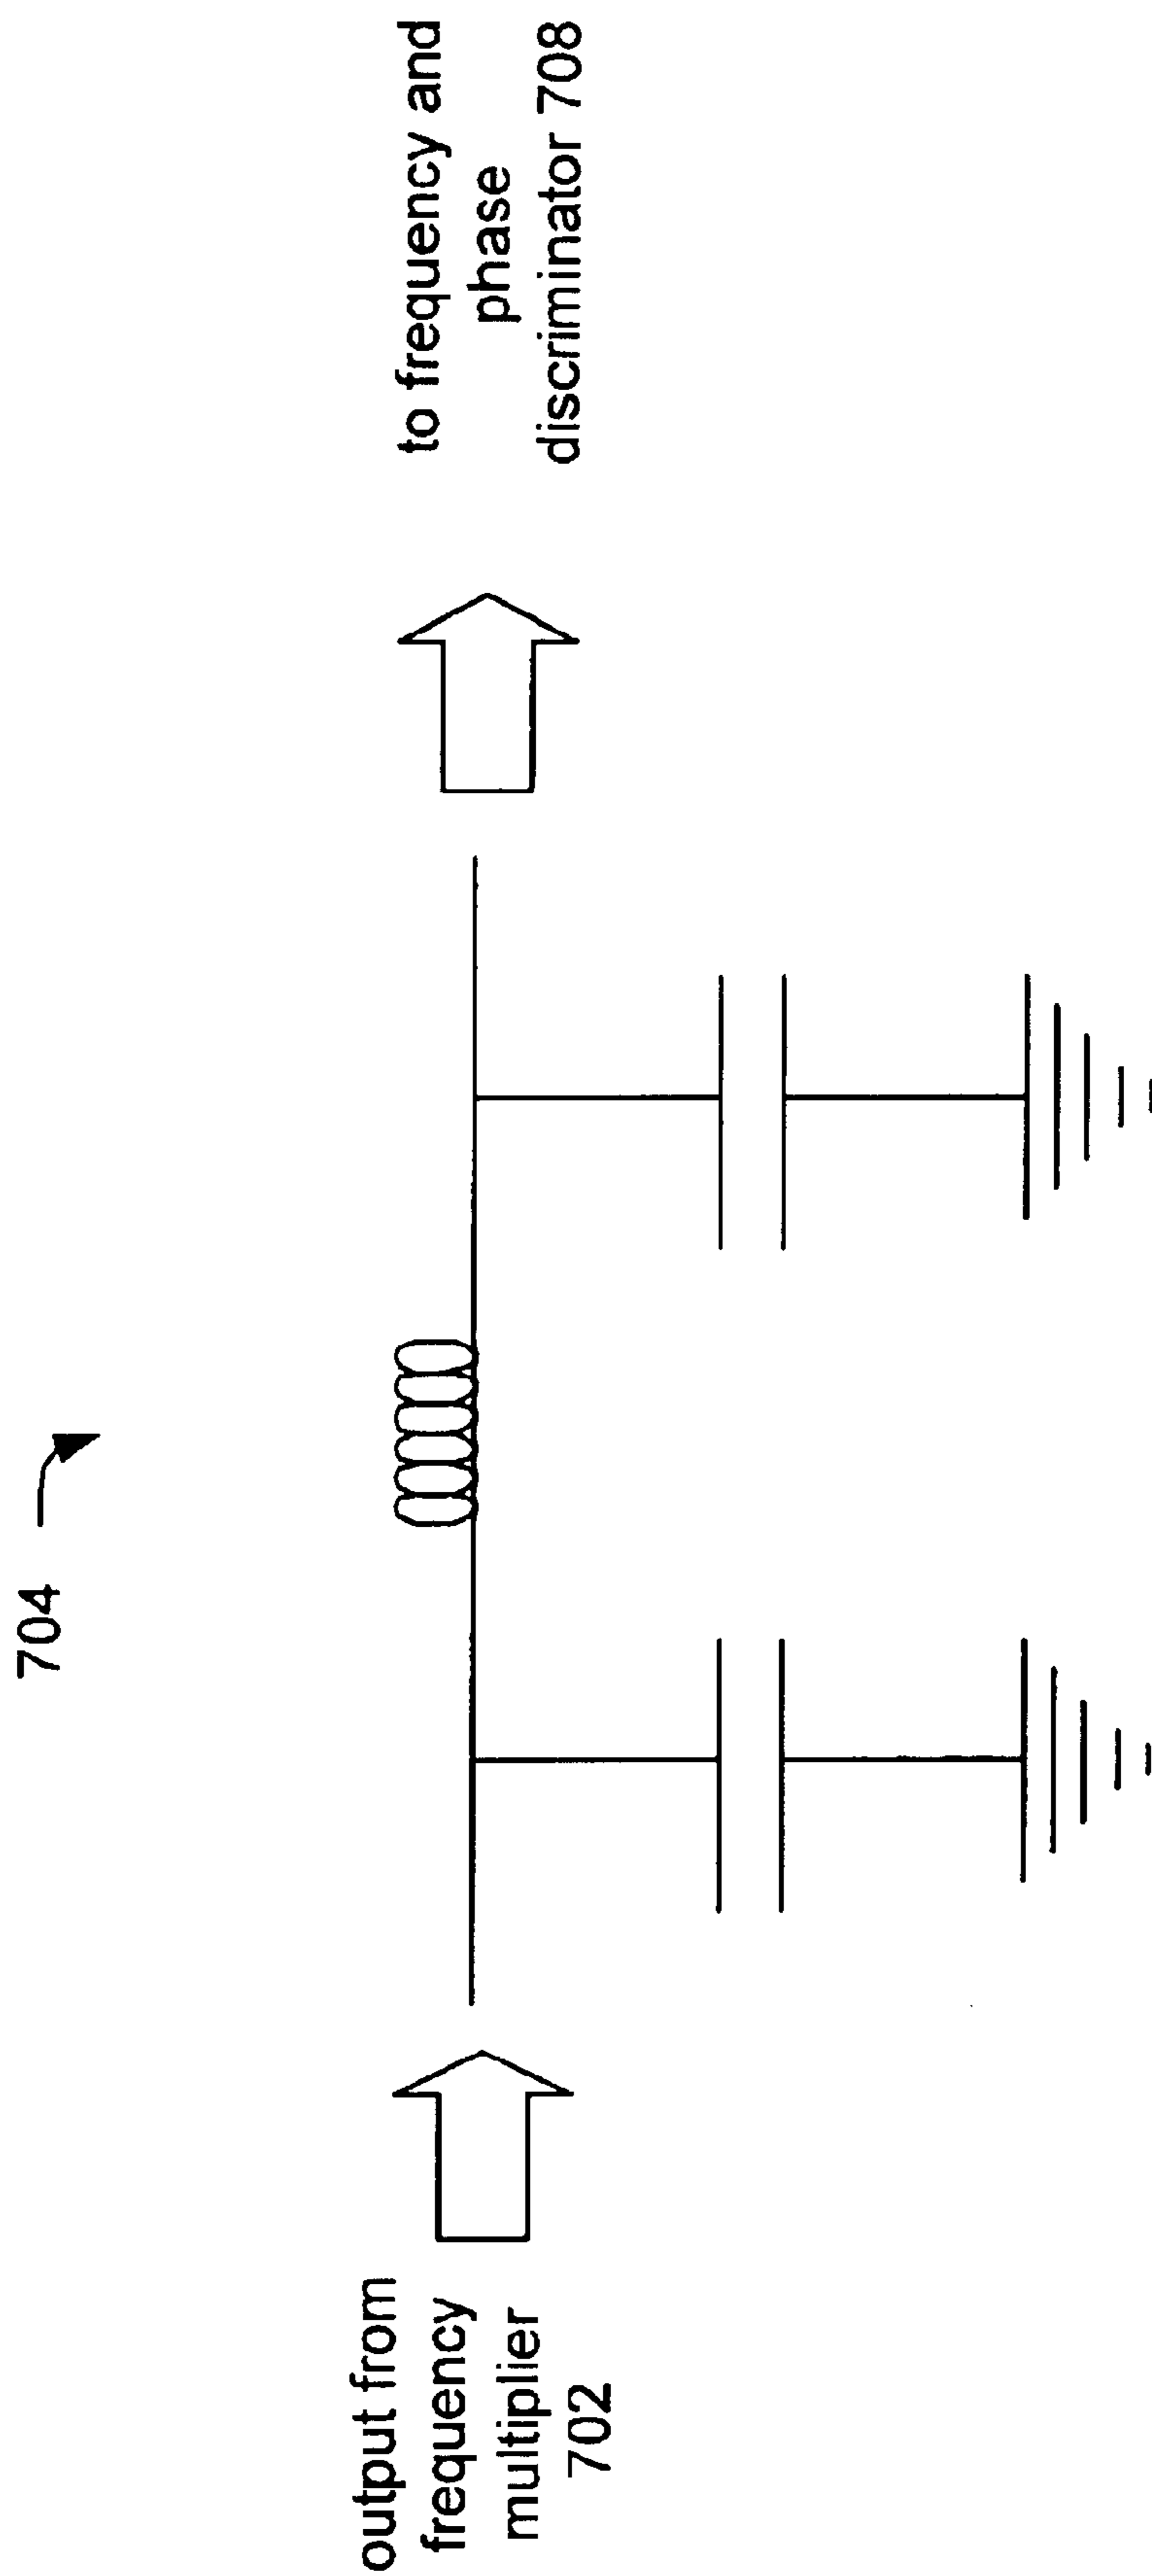 704
output from
frequency
multiplier
702
to frequency and
phase
discriminator 708